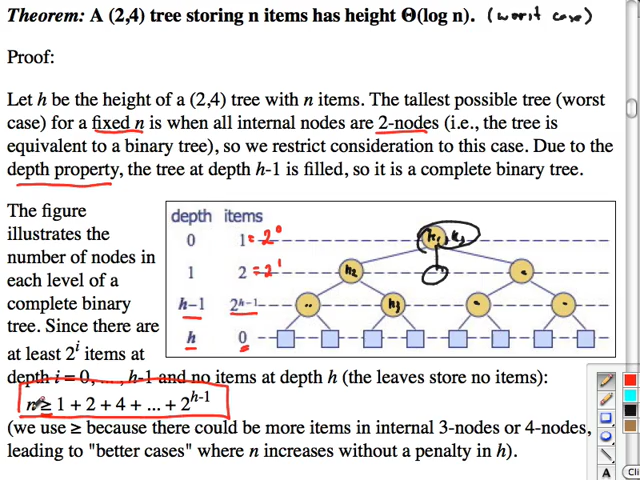 Theorem: A (2,4) tree storing n items has height Θ(log n). (worst case)
Proof:
Let h be the height of a (2,4) tree with n items. The tallest possible tree (worst
case) for a fixed n is when all internal nodes are 2-nodes (i.e., the tree is
equivalent to a binary tree), so we restrict consideration to this case. Due to the
depth property, the tree at depth h-1 is filled, so it is a complete binary tree.
The figure
illustrates the
number of nodes in
each level of a
complete binary
tree. Since there are
at least 2^i items at
depth i = 0, ... , h-1 and no items at depth h (the leaves store no items):
depth items
0 1 = 2^0
k1, k2
1 2 = 2^1
k2
h-1 2^h-1
k3
h 0
n ≥ 1 + 2 + 4 + ... + 2^h-1
(we use ≥ because there could be more items in internal 3-nodes or 4-nodes,
leading to "better cases" where n increases without a penalty in h).
A
Cli